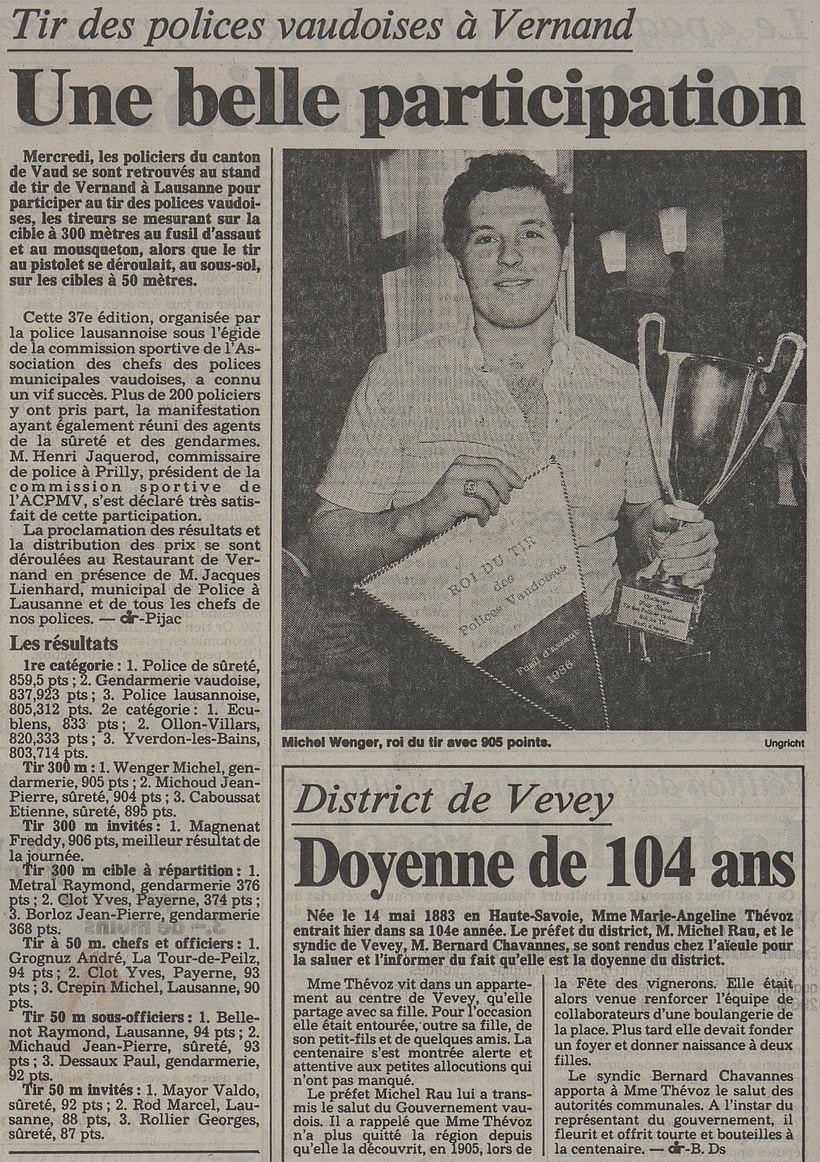 Tir des polices vaudoises à Vernand
Une belle participation
Mercredi, les policiers du canton
de Vaud se sont retrouvés au stand
de tir de Vernand à Lausanne pour
participer au tir des polices vaudoi-
ses, les tireurs se mesurant sur la
cible à 300 mètres au fusil d'assaut
et au mousqueton, alors que le tir
au pistolet se déroulait, au sous-sol,
sur les cibles à 50 mètres.
Cette 37e édition, organisée par
la police lausannoise sous l'égide
de la commission sportive de l'As-
sociation des chefs des polices
municipales vaudoises, a connu
un vif succès. Plus de 200 policiers
y ont pris part, la manifestation
ayant également réuni des agents
de la sûreté et des gendarmes.
M. Henri Jaquerod, commissaire
de police à Prilly, président de la
commission sportive de
l'ACPMV, s'est déclaré très satis-
fait de cette participation.
La proclamation des résultats et
la distribution des prix se sont
déroulées au Restaurant de Ver-
nand en présence de M. Jacques
Lienhard, municipal de Police à
Lausanne et de tous les chefs de
nos polices. — dr-Pijac
Les résultats
1re catégorie : 1. Police de sûreté,
859,5 pts ; 2. Gendarmerie vaudoise,
837,923 pts ; 3. Police lausannoise,
805,312 pts. 2e catégorie : 1. Ecu-
blens, 833 pts ; 2. Ollon-Villars,
820,333 pts ; 3. Yverdon-les-Bains,
803,714 pts.
Tir 300 m : 1. Wenger Michel, gen-
darmerie, 905 pts ; 2. Michoud Jean-
Pierre, sûreté, 904 pts ; 3. Caboussat
Etienne, sûreté, 895 pts.
Tir 300 m invités : 1. Magnenat
Freddy, 906 pts, meilleur résultat de
la journée.
Tir 300 m cible à répartition : 1.
Metral Raymond, gendarmerie 376
pts ; 2. Clot Yves, Payerne, 374 pts ;
3. Borloz Jean-Pierre, gendarmerie
368 pts.
Tir à 50 m. chefs et officiers : 1.
Grognuz André, La Tour-de-Peilz,
94 pts ; 2. Clot Yves, Payerne, 93
pts ; 3. Crepin Michel, Lausanne, 90
pts.
Tir 50 m sous-officiers : 1. Belle-
not Raymond, Lausanne, 94 pts ; 2.
Michaud Jean-Pierre, sûreté, 93
pts ; 3. Dessaux Paul, gendarmerie,
92 pts.
Tir 50 m invités : 1. Mayor Valdo,
sûreté, 92 pts ; 2. Rod Marcel, Lau-
sanne, 88 pts, 3. Rollier Georges,
sûreté, 87 pts.
ROI DU TIR
des
Polices Vaudoises
Fusil d'assaut
1986
Challenge
Tir des Polices vaudoises
Roi du Tir
Fusil d'assaut
Michel Wenger, roi du tir avec 905 points.
Ungricht
District de Vevey
Doyenne de 104 ans
Née le 14 mai 1883 en Haute-Savoie, Mme Marie-Angeline Thévoz
entrait hier dans sa 104e année. Le préfet du district, M. Michel Rau, et le
syndic de Vevey, M. Bernard Chavannes, se sont rendus chez l'aïeule pour
la saluer et l'informer du fait qu'elle est la doyenne du district.
Mme Thévoz vit dans un apparte-
ment au centre de Vevey, qu'elle
partage avec sa fille. Pour l'occasion
elle était entourée, outre sa fille, de
son petit-fils et de quelques amis. La
centenaire s'est montrée alerte et
attentive aux petites allocutions qui
n'ont pas manqué.
Le préfet Michel Rau lui a trans-
mis le salut du Gouvernement vau-
dois. Il a rappelé que Mme Thévoz
n'a plus quitté la région depuis
qu'elle la découvrit, en 1905, lors de
la Fête des vignerons. Elle était
alors venue renforcer l'équipe de
collaborateurs d'une boulangerie de
la place. Plus tard elle devait fonder
un foyer et donner naissance à deux
filles.
Le syndic Bernard Chavannes
apporta à Mme Thévoz le salut des
autorités communales. A l'instar du
représentant du gouvernement, il
fleurit et offrit tourte et bouteilles à
la centenaire. — dr-B. Ds